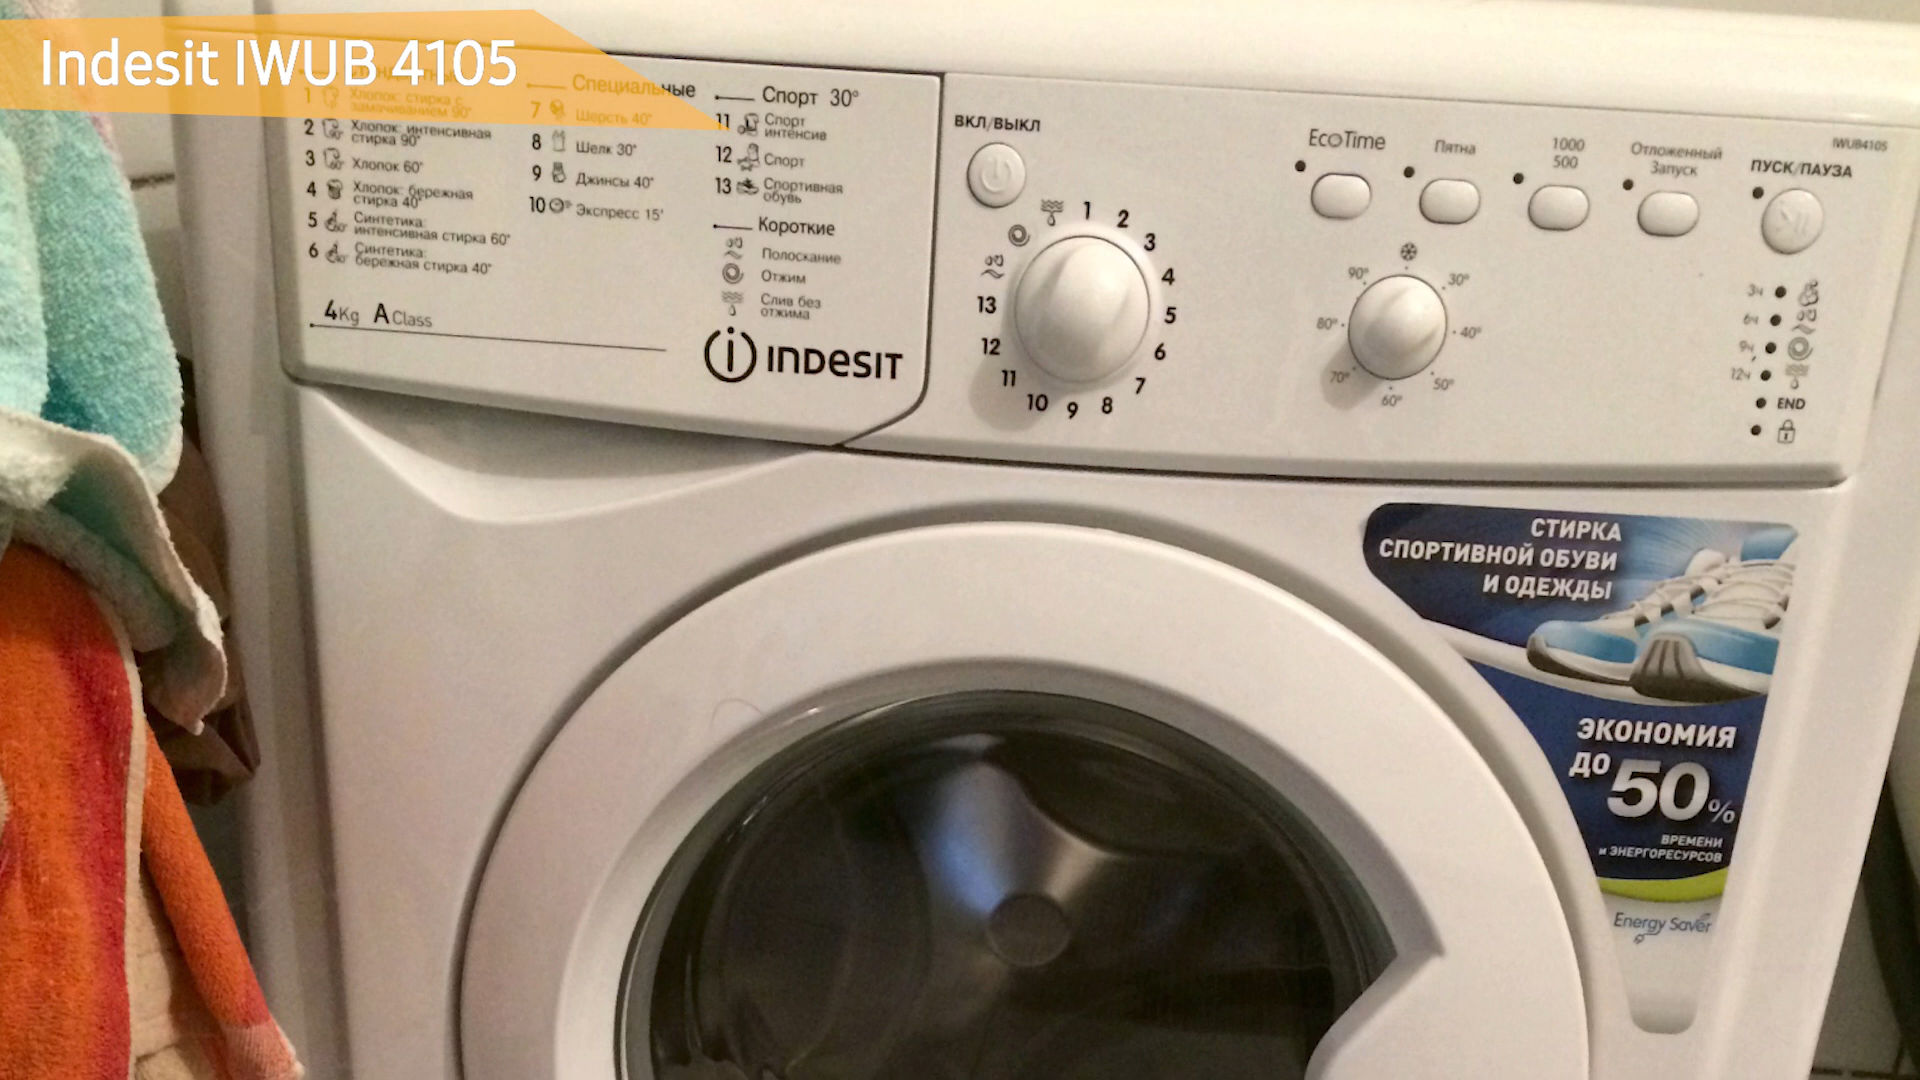 Indesit IWUB 4105
1 Хлопок: стирка с
замачиванием 90°
2 Хлопок: интенсивная
стирка 90°
3 Хлопок 60°
4 Хлопок: бережная
стирка 40°
5 Синтетика:
интенсивная стирка 60°
6 Синтетика:
бережная стирка 40°
Специальные
7 Шерсть 40°
8 Шелк 30°
9 Джинсы 40°
10 Экспресс 15'
Спорт 30°
11 Спорт
интенсив
12 Спорт
13 Спортивная
обувь
Короткие
Полоскание
Отжим
Слив без
отжима
4Kg A Class
INDESIT
ВКЛ/ВЫКЛ
1
2
3
4
5
6
7
8
9
10
11
12
13
EcoTime
Пятна
1000
500
Отложенный
Запуск
IWUB4105
ПУСК/ПАУЗА
30°
40°
50°
60°
70°
80°
90°
3ч
6ч
9ч
12ч
END
СТИРКА
СПОРТИВНОЙ ОБУВИ
И ОДЕЖДЫ
ЭКОНОМИЯ
ДО 50%
ВРЕМЕНИ
и ЭНЕРГОРЕСУРСОВ
Energy Saver